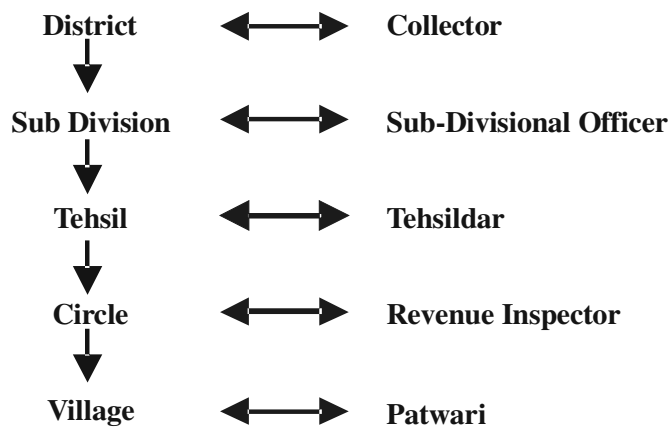 District Collector
Sub Division Sub-Divisional Officer
Tehsil Tehsildar
Circle Revenue Inspector
Village Patwari